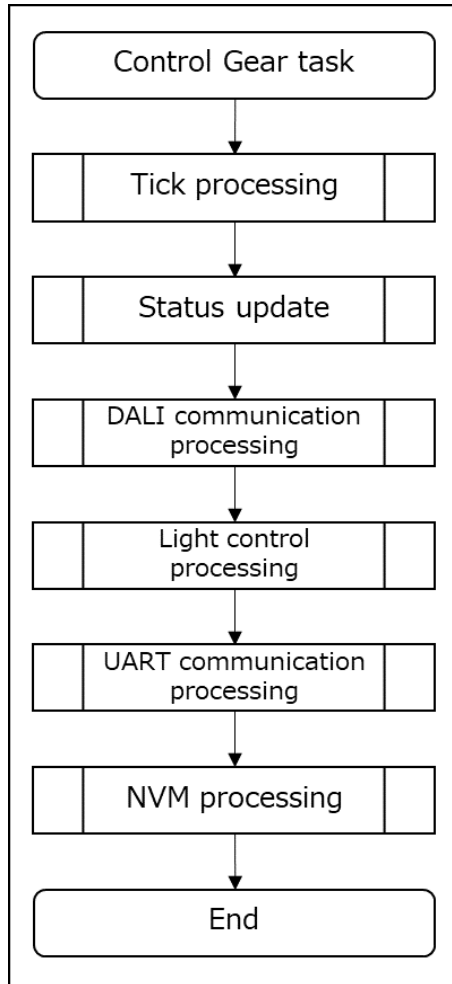 Control Gear task
Tick processing
Status update
DALI communication
processing
Light control
processing
UART communication
processing
NVM processing
End